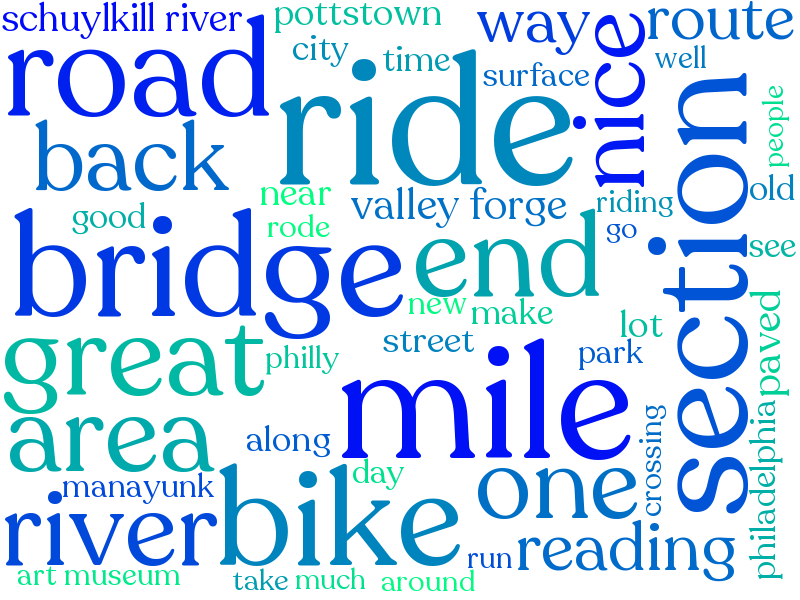 schuylkill river
pottstown
way
route
road
city
time
surface
nice
well
ride
section
people
back
near
valley forge
riding
old
good
rode
go
bridge
end
see
new
make
great
philly
street
lot
park
paved
mile
area
along
crossing
philadelphia
manayunk
day
one
river
bike
reading
run
art museum
take
much
around